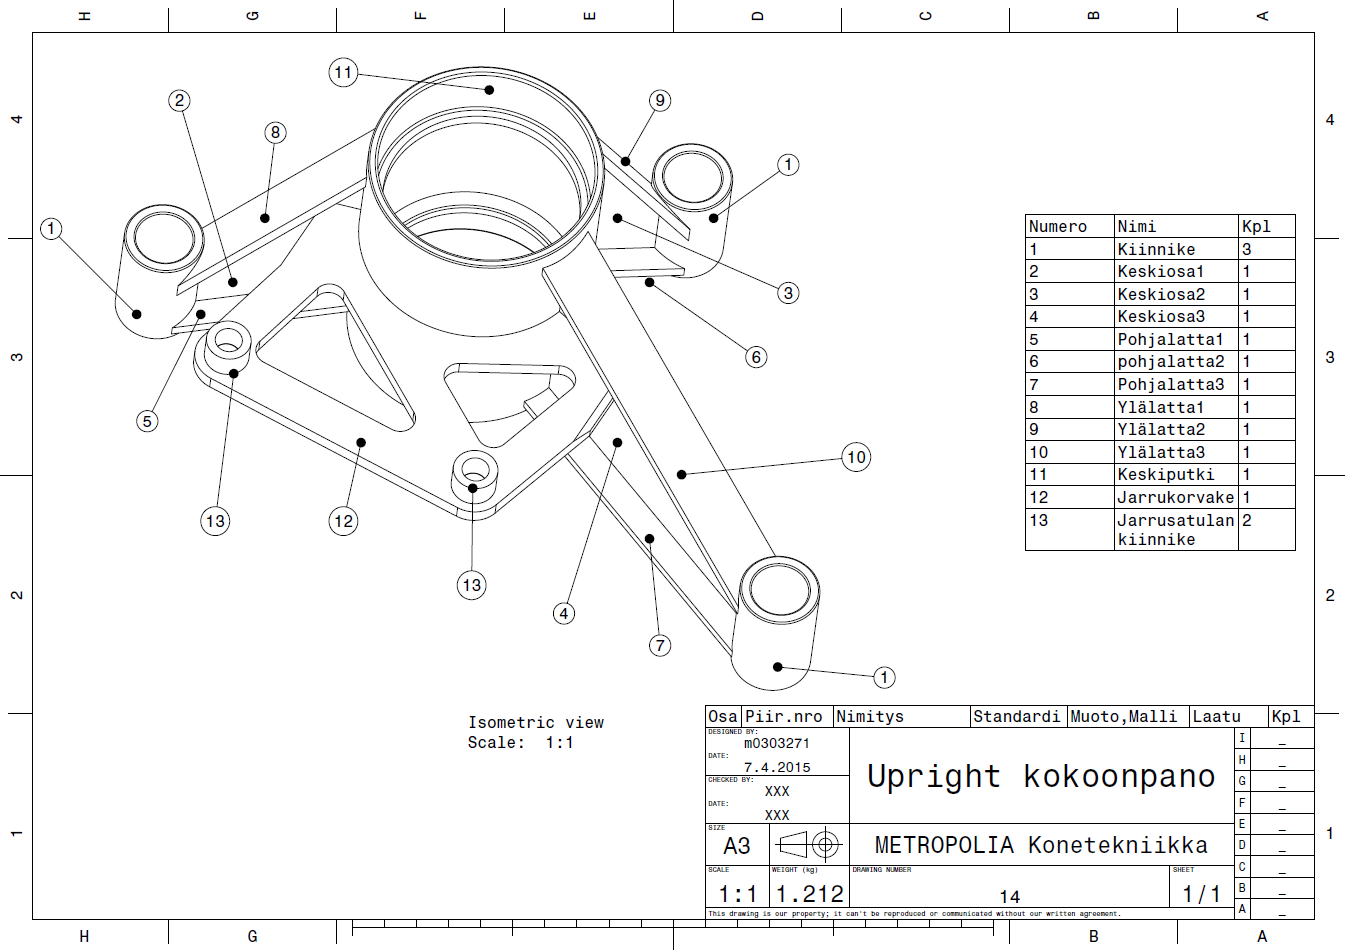 H G F E D C B A
4
4
3
3
2
2
1
1
11
2
8
9
1
1
3
6
5
10
13
12
13
4
7
1
Numero Nimi Kpl
1 Kiinnike 3
2 Keskiosa1 1
3 Keskiosa2 1
4 Keskiosa3 1
5 Pohjalatta1 1
6 pohjalatta2 1
7 Pohjalatta3 1
8 Ylälatta1 1
9 Ylälatta2 1
10 Ylälatta3 1
11 Keskiputki 1
12 Jarrukorvake 1
13 Jarrusatulan 2
kiinnike
Isometric view
Scale: 1:1
Osa Piir.nro Nimitys Standardi Muoto,Malli Laatu Kpl
DESIGNED BY:
m0303271
DATE:
7.4.2015
CHECKED BY:
XXX
DATE:
XXX
Upright kokoonpano
SIZE
A3
METROPOLIA Konetekniikka
SCALE
1:1
WEIGHT (kg)
1.212
DRAWING NUMBER
14
SHEET
1/1
I _
H _
G _
F _
E _
D _
C _
B _
A _
This drawing is our property; it can't be reproduced or communicated without our written agreement.
H G B A